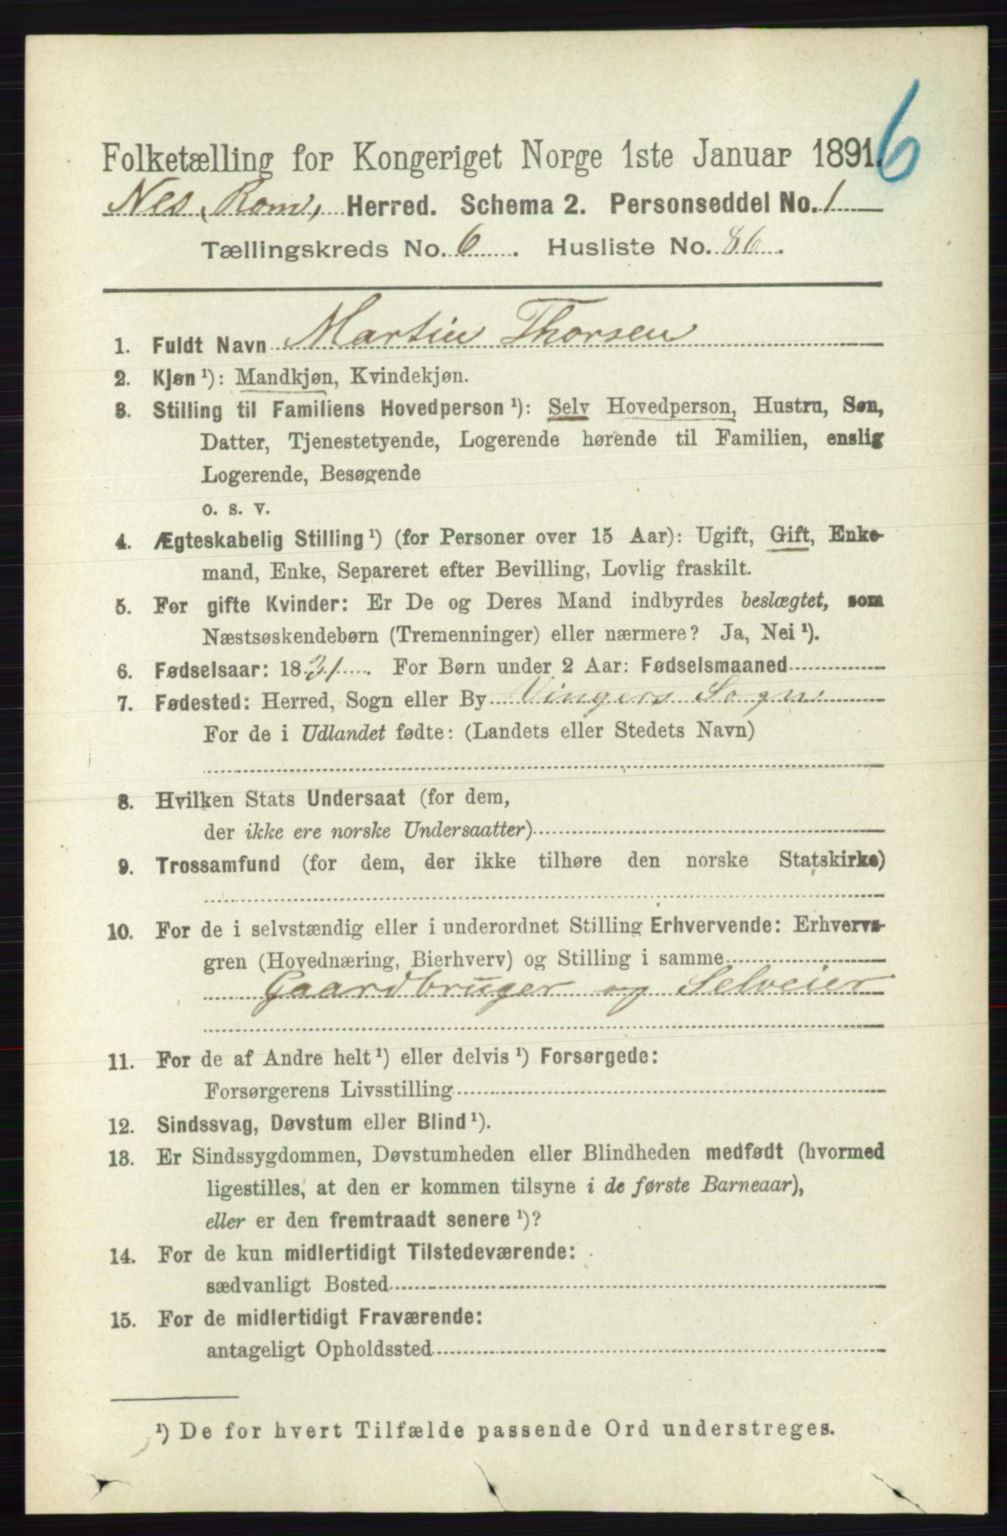 6
Folketælling for Kongeriget Norge 1ste Januar 1891.
Nes, Rom, Herred. Schema 2. Personseddel No. 1
Tællingskreds No. 6. Husliste No. 86.
1. Fuldt Navn Martin Thorsen
2. Kjøn ¹): Mandkjøn, Kvindekjøn.
3. Stilling til Familiens Hovedperson ¹): Selv Hovedperson, Hustru, Søn,
Datter, Tjenestetyende, Logerende hørende til Familien, enslig
Logerende, Besøgende
o. s. v.
4. Ægteskabelig Stilling ¹) (for Personer over 15 Aar): Ugift, Gift, Enke-
mand, Enke, Separeret efter Bevilling, Lovlig fraskilt.
5. For gifte Kvinder: Er De og Deres Mand indbyrdes beslægtet, som
Næstsøskendebørn (Tremenninger) eller nærmere? Ja, Nei ¹).
6. Fødselsaar: 1831. For Børn under 2 Aar: Fødselsmaaned
7. Fødested: Herred, Sogn eller By Vingers Sogn
For de i Udlandet fødte: (Landets eller Stedets Navn)
8. Hvilken Stats Undersaat (for dem,
der ikke ere norske Undersaatter)
9. Trossamfund (for dem, der ikke tilhøre den norske Statskirke)
10. For de i selvstændig eller i underordnet Stilling Erhvervende: Erhvervs-
gren (Hovednæring, Bierhverv) og Stilling i samme
Gaardbruger og Selveier
11. For de af Andre helt ¹) eller delvis ¹) Forsørgede:
Forsørgerens Livsstilling
12. Sindssvag, Døvstum eller Blind ¹).
13. Er Sindssygdommen, Døvstumheden eller Blindheden medfødt (hvormed
ligestilles, at den er kommen tilsyne i de første Barneaar),
eller er den fremtraadt senere ¹)?
14. For de kun midlertidigt Tilstedeværende:
sædvanligt Bosted
15. For de midlertidigt Fraværende:
antageligt Opholdssted
¹) De for hvert Tilfælde passende Ord understreges.